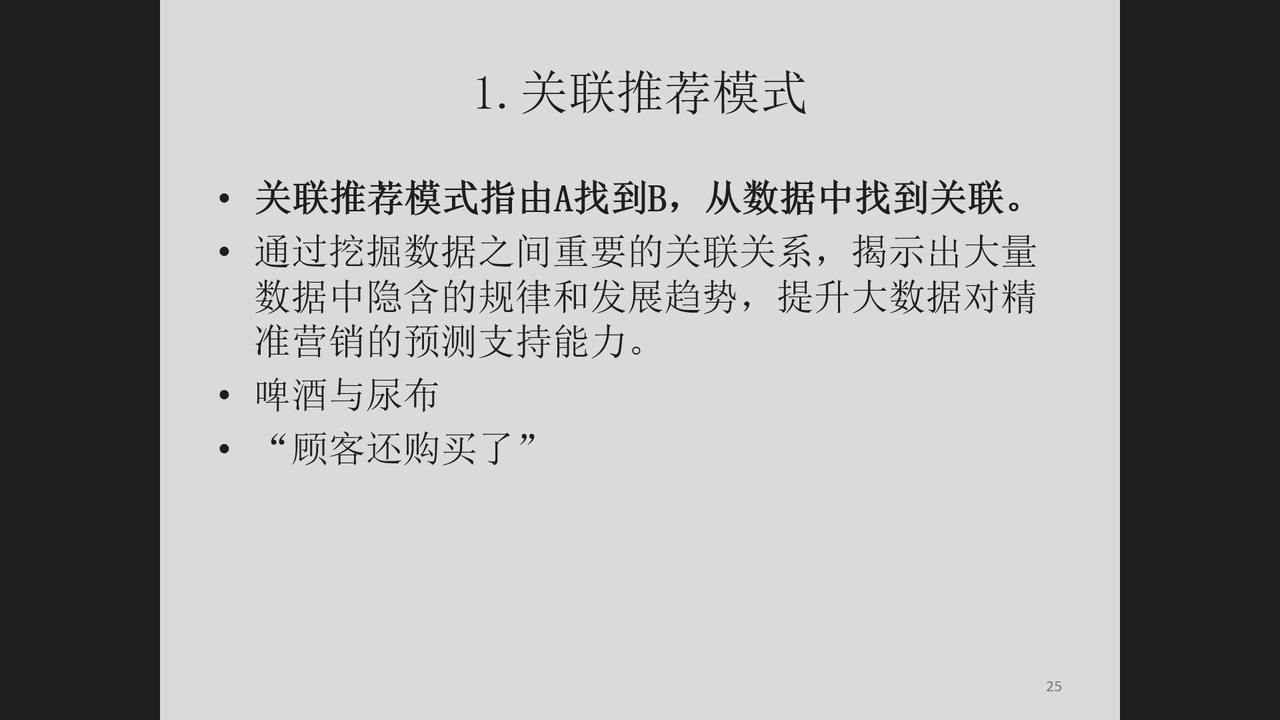 1.关联推荐模式
• 关联推荐模式指由A找到B，从数据中找到关联。
• 通过挖掘数据之间重要的关联关系，揭示出大量
数据中隐含的规律和发展趋势，提升大数据对精
准营销的预测支持能力。
• 啤酒与尿布
• “顾客还购买了”
25